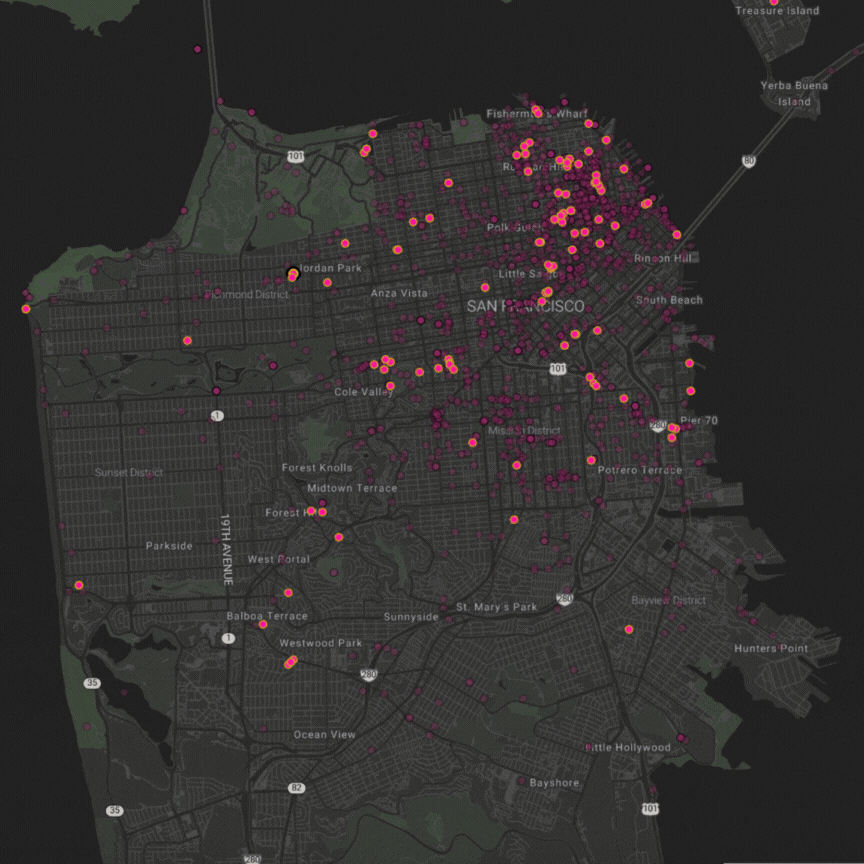 Treasure Island
Yerba Buena
Island
Fisherman's Wharf
101
80
Russian Hill
Polk Gulch
Rincon Hill
Jordan Park
Little Saigon
Richmond District
Anza Vista
South Beach
SAN FRANCISCO
101
Cole Valley
1
280
Pier 70
Mission District
Sunset District
Forest Knolls
Potrero Terrace
Midtown Terrace
Forest Hill
19TH AVENUE
Parkside
West Portal
280
Bayview District
St. Mary s Park
Balboa Terrace
Sunnyside
1
Westwood Park
Hunters Point
280
35
Ocean View
Little Hollywood
Bayshore
82
35
101
280